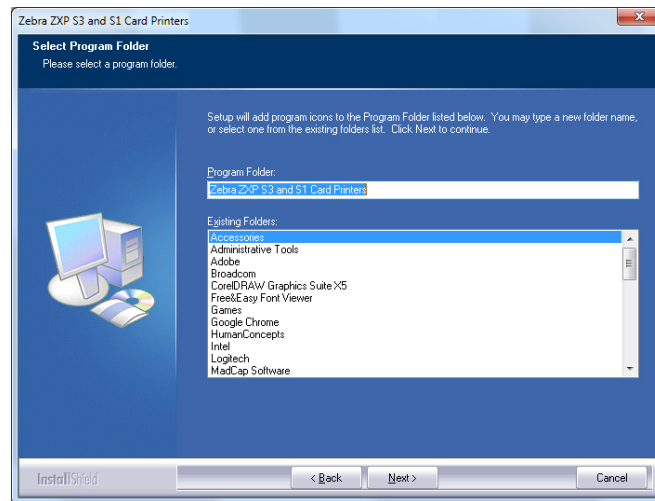 Zebra ZXP S3 and S1 Card Printers
Select Program Folder
Please select a program folder.
Setup will add program icons to the Program Folder listed below. You may type a new folder name,
or select one from the existing folders list. Click Next to continue.
Program Folder:
Zebra ZXP S3 and S1 Card Printers
Existing Folders:
Accessories
Administrative Tools
Adobe
Broadcom
CorelDRAW Graphics Suite X5
Free&Easy Font Viewer
Games
Google Chrome
HumanConcepts
Intel
Logitech
MadCap Software
InstallShield
< Back
Next >
Cancel